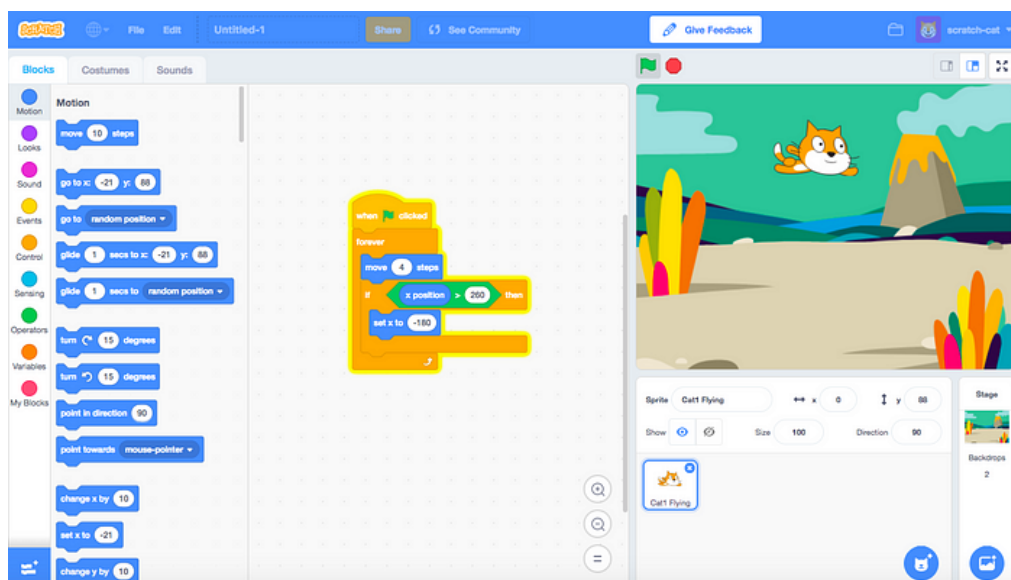 SCRATCH File Edit Untitled-1 Share See Community Give Feedback scratch-cat
Blocks Costumes Sounds
Motion
Looks
Sound
Events
Control
Sensing
Operators
Variables
My Blocks
Motion
move 10 steps
go to x: -21 y: 88
go to random position
glide 1 secs to x: -21 y: 88
glide 1 secs to random position
turn 15 degrees
turn 15 degrees
point in direction 90
point towards mouse-pointer
change x by 10
set x to -21
change y by 10
when clicked
forever
move 4 steps
if x position > 260 then
set x to -180
Sprite Cat1 Flying x 0 y 88
Show Size 100 Direction 90
Cat1 Flying
Stage
Backdrops
2